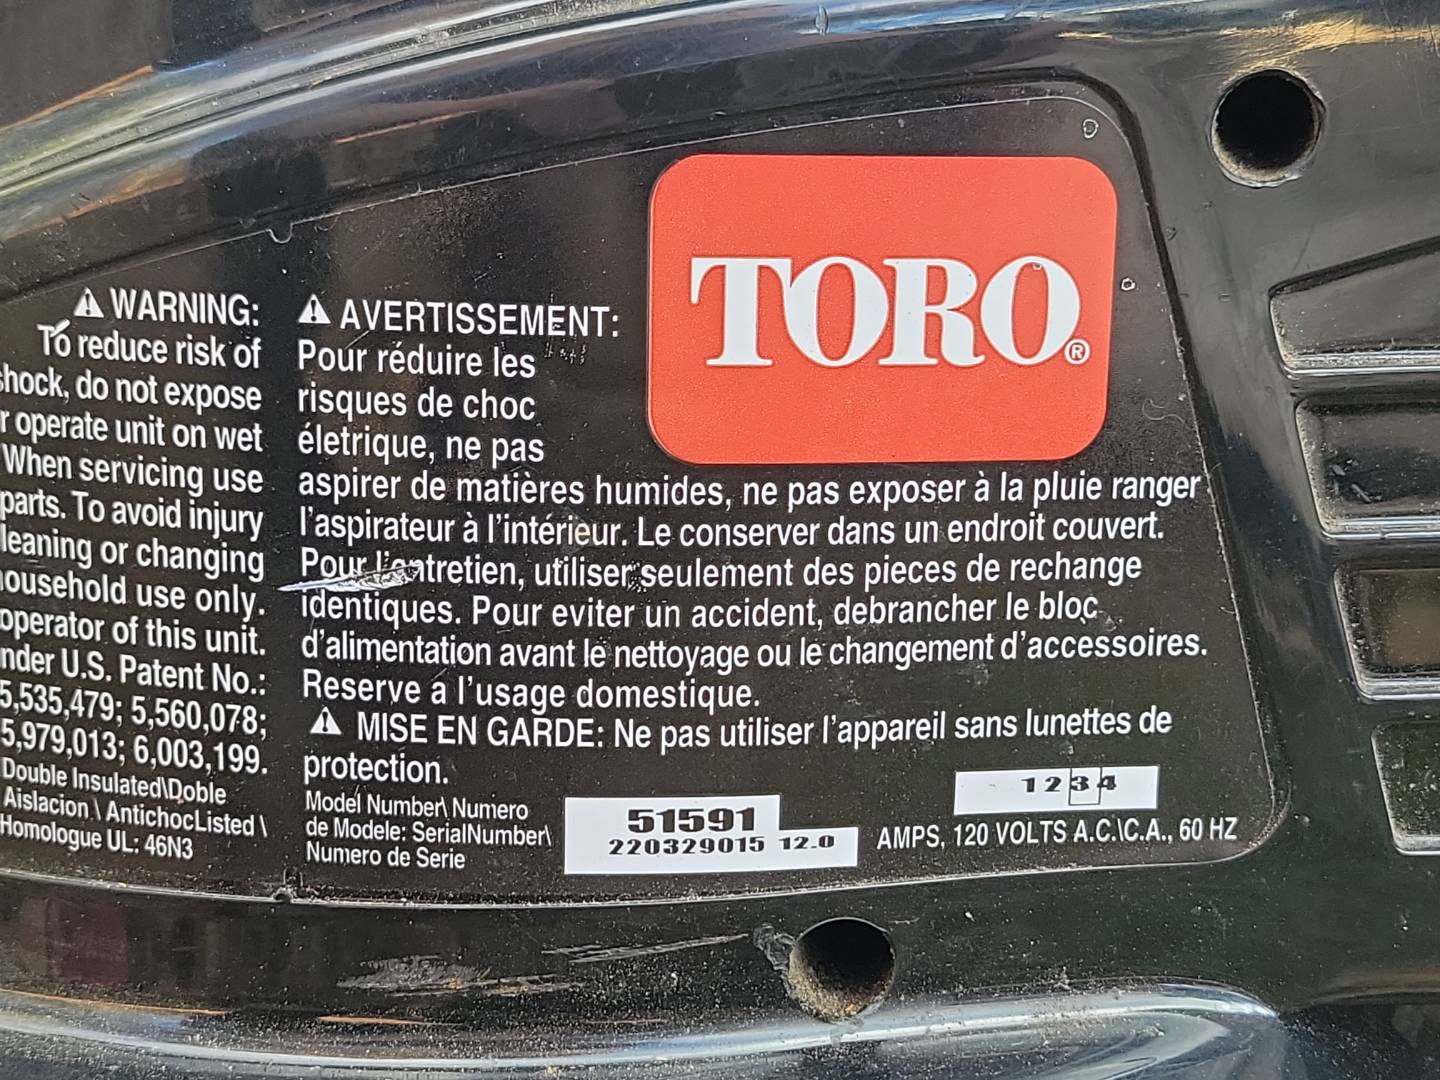 TORO®
WARNING:
To reduce risk of
shock, do not expose
r operate unit on wet
When servicing use
parts. To avoid injury
leaning or changing
ousehold use only.
operator of this unit.
nder U.S. Patent No.:
5,535,479; 5,560,078;
5,979,013; 6,003,199.
Double Insulated\Doble
Aislacion \ AntichocListed \
Homologue UL: 46N3
AVERTISSEMENT:
Pour réduire les
risques de choc
életrique, ne pas
aspirer de matières humides, ne pas exposer à la pluie ranger
l'aspirateur à l'intérieur. Le conserver dans un endroit couvert.
Pour l'entretien, utiliser seulement des pieces de rechange
identiques. Pour eviter un accident, debrancher le bloc
d'alimentation avant le nettoyage ou le changement d'accessoires.
Reserve a l'usage domestique.
MISE EN GARDE: Ne pas utiliser l'appareil sans lunettes de
protection.
Model Number\ Numero
de Modele: SerialNumber\
Numero de Serie
51591
220329015 12.0
1 2 3 4
AMPS, 120 VOLTS A.C.\C.A., 60 HZ